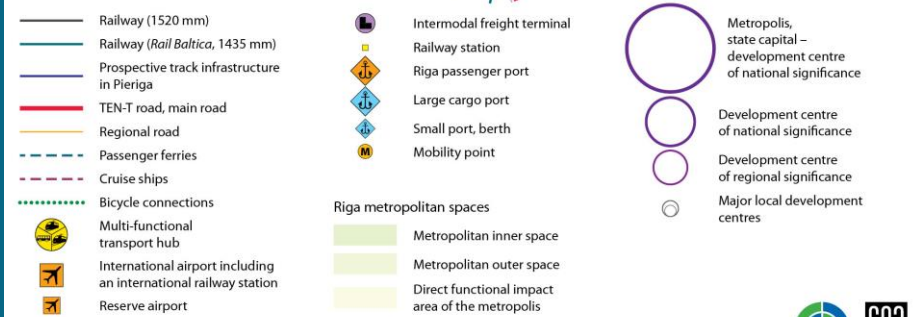 Railway (1520 mm)
Railway (Rail Baltica, 1435 mm)
Prospective track infrastructure
in Pieriga
TEN-T road, main road
Regional road
Passenger ferries
Cruise ships
Bicycle connections
Multi-functional
transport hub
International airport including
an international railway station
Reserve airport
Intermodal freight terminal
Railway station
Riga passenger port
Large cargo port
Small port, berth
M
Mobility point
Riga metropolitan spaces
Metropolitan inner space
Metropolitan outer space
Direct functional impact
area of the metropolis
Metropolis,
state capital –
development centre
of national significance
Development centre
of national significance
Development centre
of regional significance
Major local development
centres